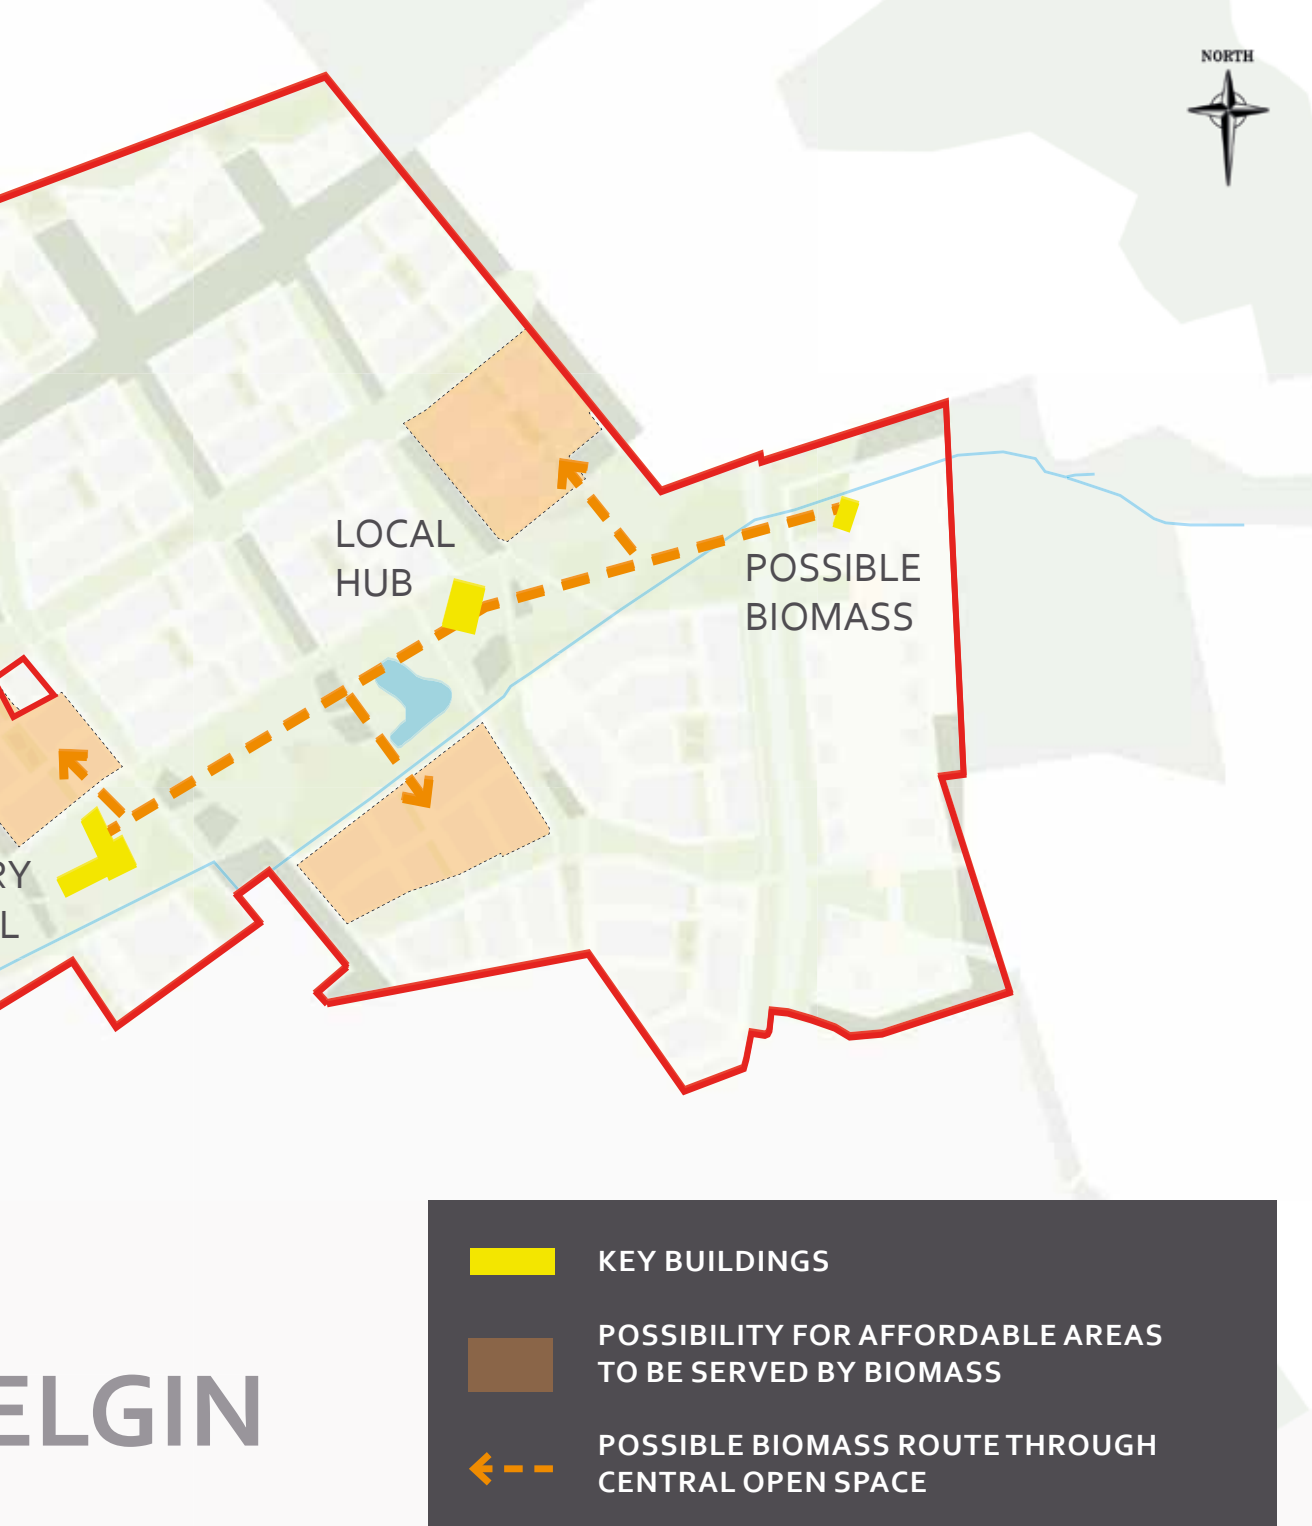 NORTH
LOCAL
HUB
POSSIBLE
BIOMASS
RY
L
KEY BUILDINGS
POSSIBILITY FOR AFFORDABLE AREAS
TO BE SERVED BY BIOMASS
POSSIBLE BIOMASS ROUTE THROUGH
CENTRAL OPEN SPACE
ELGIN